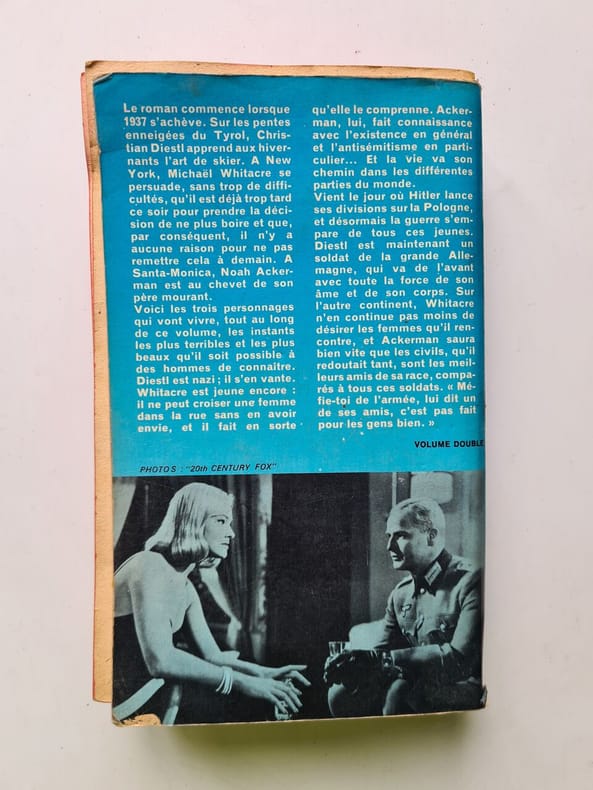 Le roman commence lorsque
1937 s'achève. Sur les pentes
enneigées du Tyrol, Chris-
tian Diestl apprend aux hiver-
nants l'art de skier. A New
York, Michaël Whitacre se
persuade, sans trop de diffi-
cultés, qu'il est déjà trop tard
ce soir pour prendre la déci-
sion de ne plus boire et que,
par conséquent, il n'y a
aucune raison pour ne pas
remettre cela à demain. A
Santa-Monica, Noah Acker-
man est au chevet de son
père mourant.
Voici les trois personnages
qui vont vivre, tout au long
de ce volume, les instants
les plus terribles et les plus
beaux qu'il soit possible à
des hommes de connaître.
Diestl est nazi ; il s'en vante.
Whitacre est jeune encore :
il ne peut croiser une femme
dans la rue sans en avoir
envie, et il fait en sorte
qu'elle le comprenne. Acker-
man, lui, fait connaissance
avec l'existence en général
et l'antisémitisme en parti-
culier... Et la vie va son
chemin dans les différentes
parties du monde.
Vient le jour où Hitler lance
ses divisions sur la Pologne,
et désormais la guerre s'em-
pare de tous ces jeunes.
Diestl est maintenant un
soldat de la grande Alle-
magne, qui va de l'avant
avec toute la force de son
âme et de son corps. Sur
l'autre continent, Whitacre
n'en continue pas moins de
désirer les femmes qu'il ren-
contre, et Ackerman saura
bien vite que les civils, qu'il
redoutait tant, sont les meil-
leurs amis de sa race, compa-
rés à tous ces soldats. « Mé-
fie-toi de l'armée, lui dit un
de ses amis, c'est pas fait
pour les gens bien. »
VOLUME DOUBLE
PHOTOS : "20th CENTURY FOX"